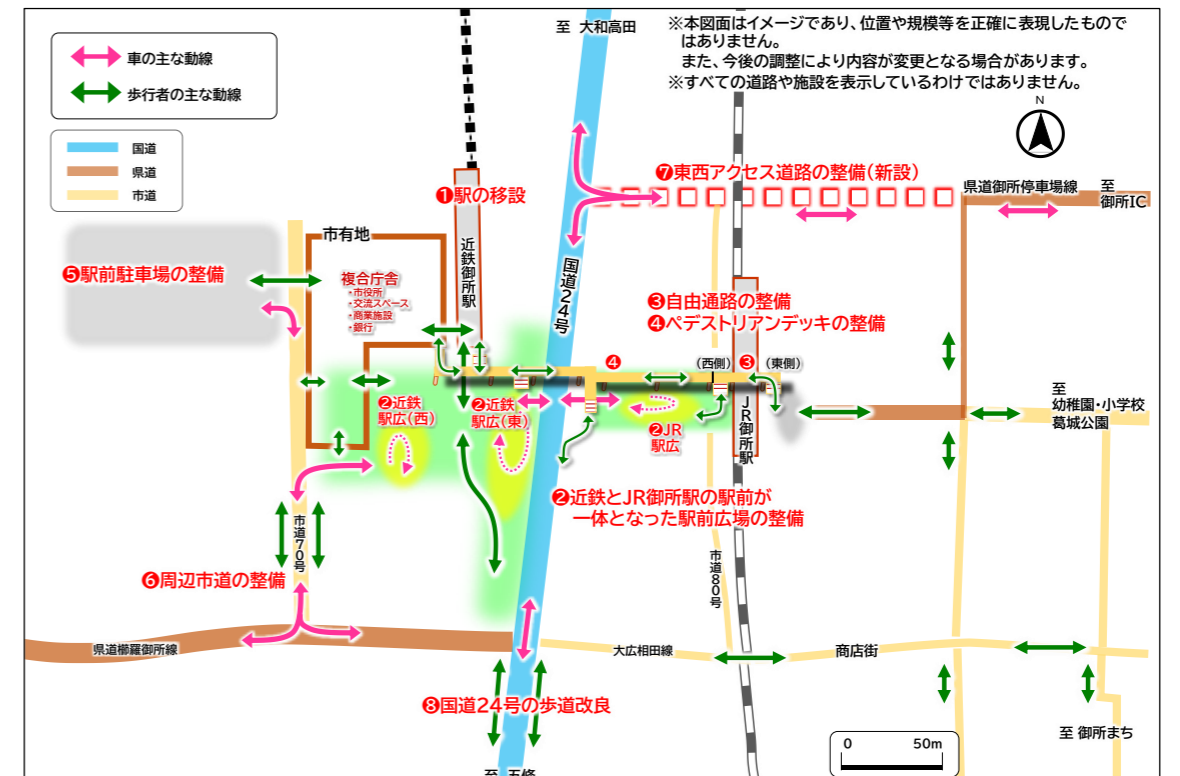 車の主な動線
歩行者の主な動線
国道
県道
市道
至 大和高田
※本図面はイメージであり、位置や規模等を正確に表現したもので
はありません。
また、今後の調整により内容が変更となる場合があります。
※すべての道路や施設を表示しているわけではありません。
N
❶駅の移設
近鉄御所駅
❼東西アクセス道路の整備（新設）
県道御所停車場線
至
御所IC
市有地
❺駅前駐車場の整備
複合庁舎
・市役所
・交流スペース
・商業施設
・銀行
国道24号
❸自由通路の整備
❹ペデストリアンデッキの整備
❹
（西側）
❸
（東側）
JR御所駅
至
幼稚園・小学校
葛城公園
❷近鉄
駅広（西）
❷近鉄
駅広（東）
❷JR
駅広
❷近鉄とJR御所駅の駅前が
一体となった駅前広場の整備
市道70号
市道80号
❻周辺市道の整備
県道櫛羅御所線
大広相田線
商店街
❽国道24号の歩道改良
至 御所まち
0 50m
至 五條